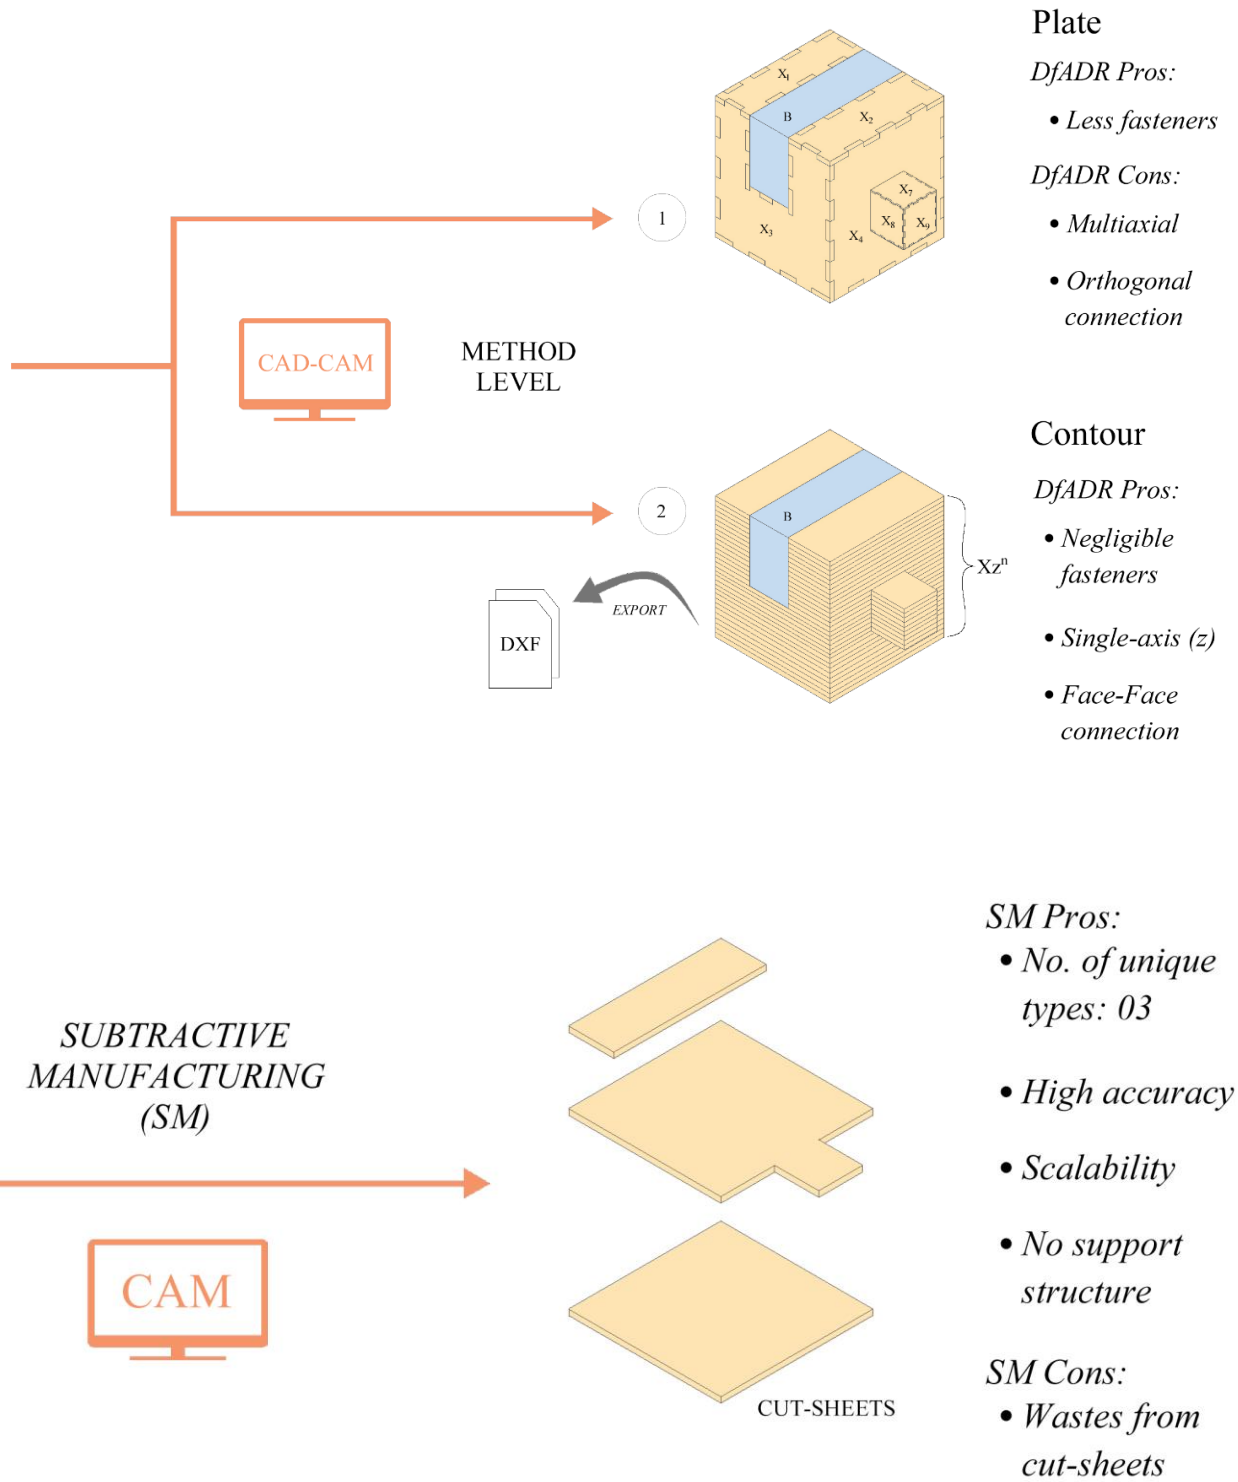 Plate
DfADR Pros:
• Less fasteners
DfADR Cons:
• Multiaxial
• Orthogonal
connection
X₁
B
X₂
X₃
X₄
X₇
X₈
X₉
1
CAD-CAM
METHOD
LEVEL
Contour
DfADR Pros:
• Negligible
fasteners
• Single-axis (z)
• Face-Face
connection
2
B
Xzⁿ
EXPORT
DXF
SUBTRACTIVE
MANUFACTURING
(SM)
CAM
CUT-SHEETS
SM Pros:
• No. of unique
types: 03
• High accuracy
• Scalability
• No support
structure
SM Cons:
• Wastes from
cut-sheets